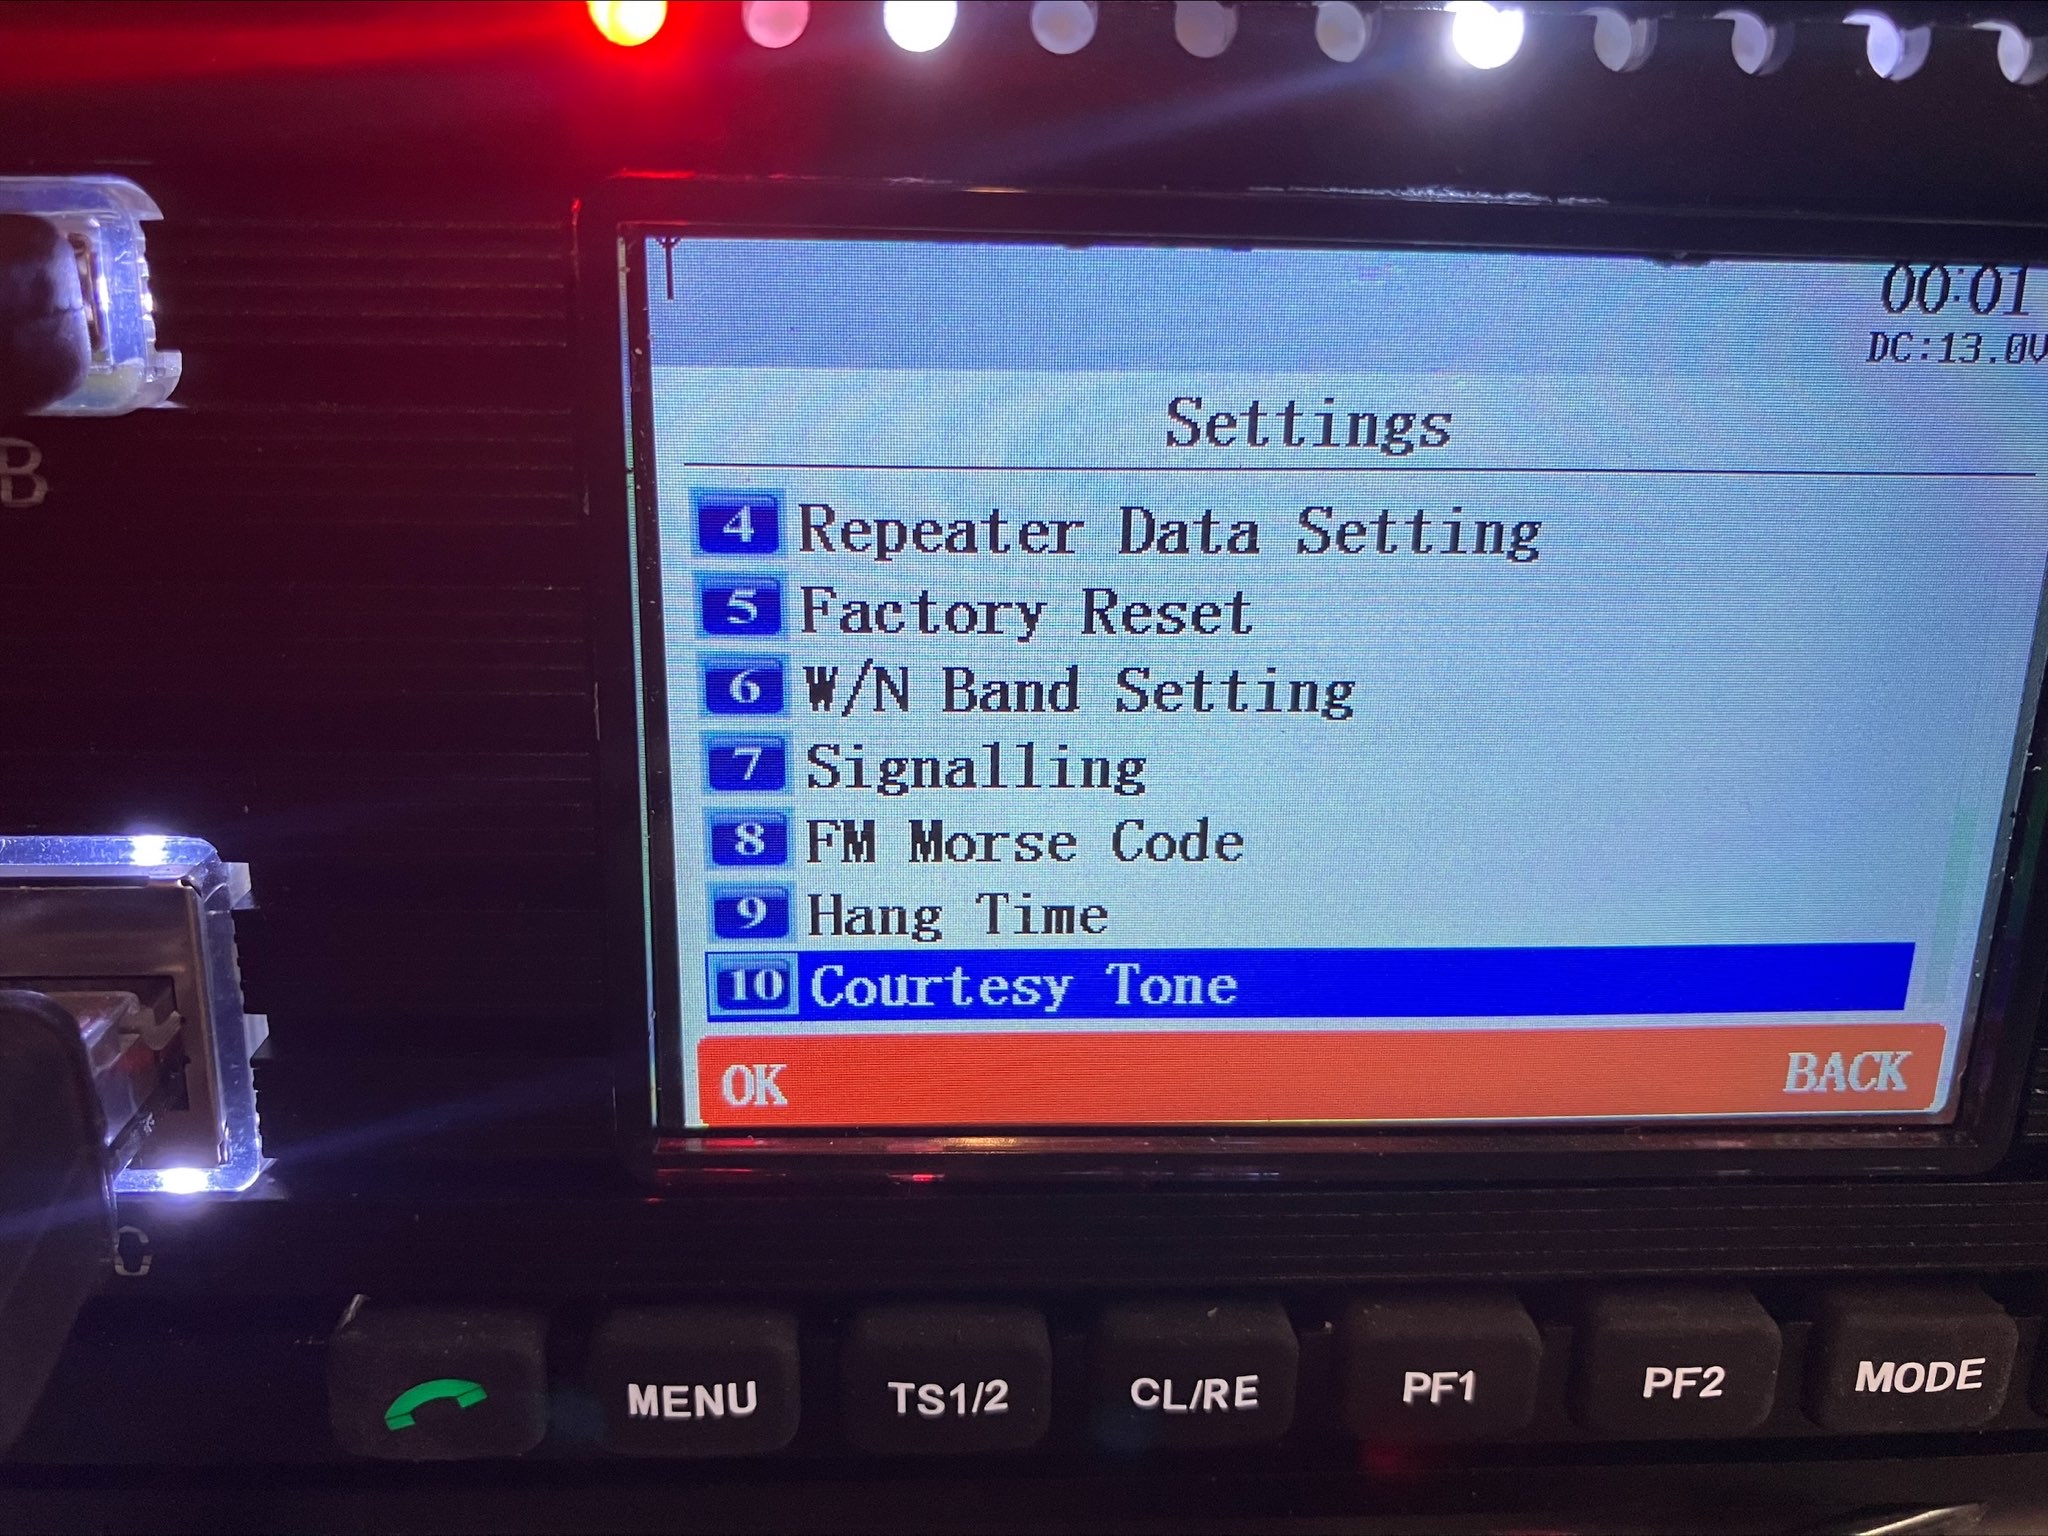 00:01
DC:13.0V
Settings
4 Repeater Data Setting
5 Factory Reset
6 W/N Band Setting
7 Signalling
8 FM Morse Code
9 Hang Time
10 Courtesy Tone
OK BACK
B
C
MENU TS1/2 CL/RE PF1 PF2 MODE